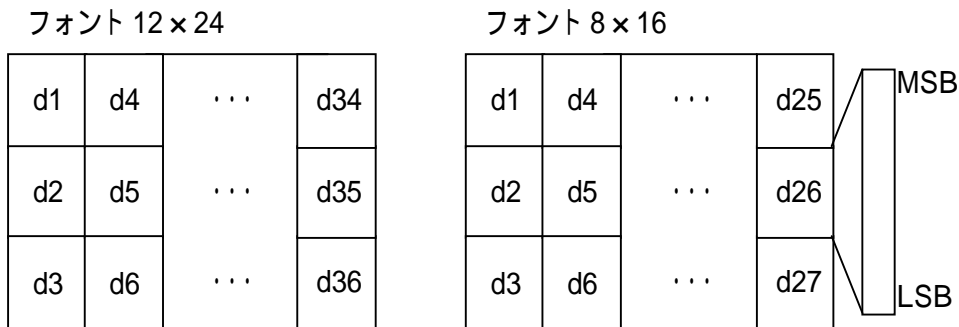 フォント 12 × 24
d1 d4 ··· d34
d2 d5 ··· d35
d3 d6 ··· d36
フォント 8 × 16
d1 d4 ··· d25
d2 d5 ··· d26
d3 d6 ··· d27
MSB
LSB